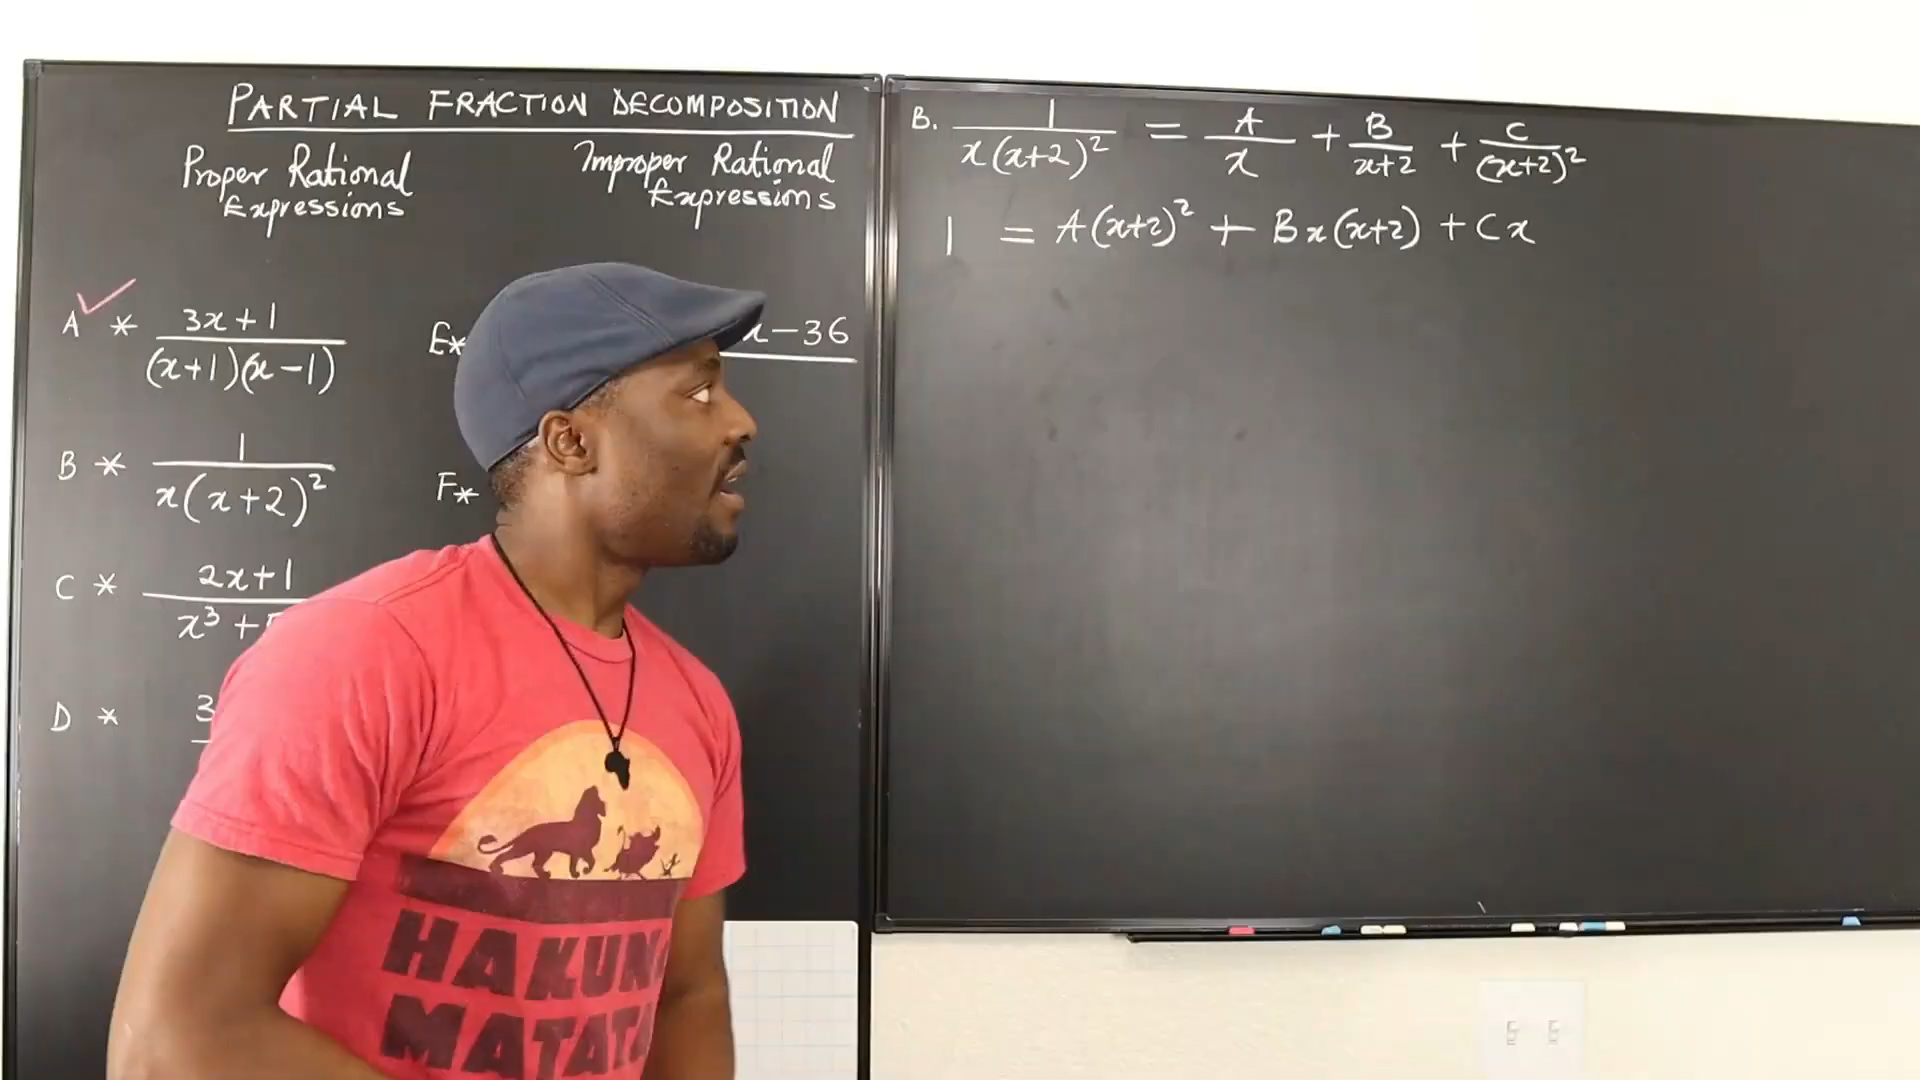 PARTIAL FRACTION DECOMPOSITION
Proper Rational
Expressions
Improper Rational
Expressions
A ✓ * (3x+1)/((x+1)(x-1))
B * 1/(x(x+2)²)
C * 2x+1
x³ +
D * 3
E*
x-36
F*
B. 1/(x(x+2)²) = A/x + B/(x+2) + C/(x+2)²
1 = A(x+2)² + Bx(x+2) + Cx
HAKUN
MATAT